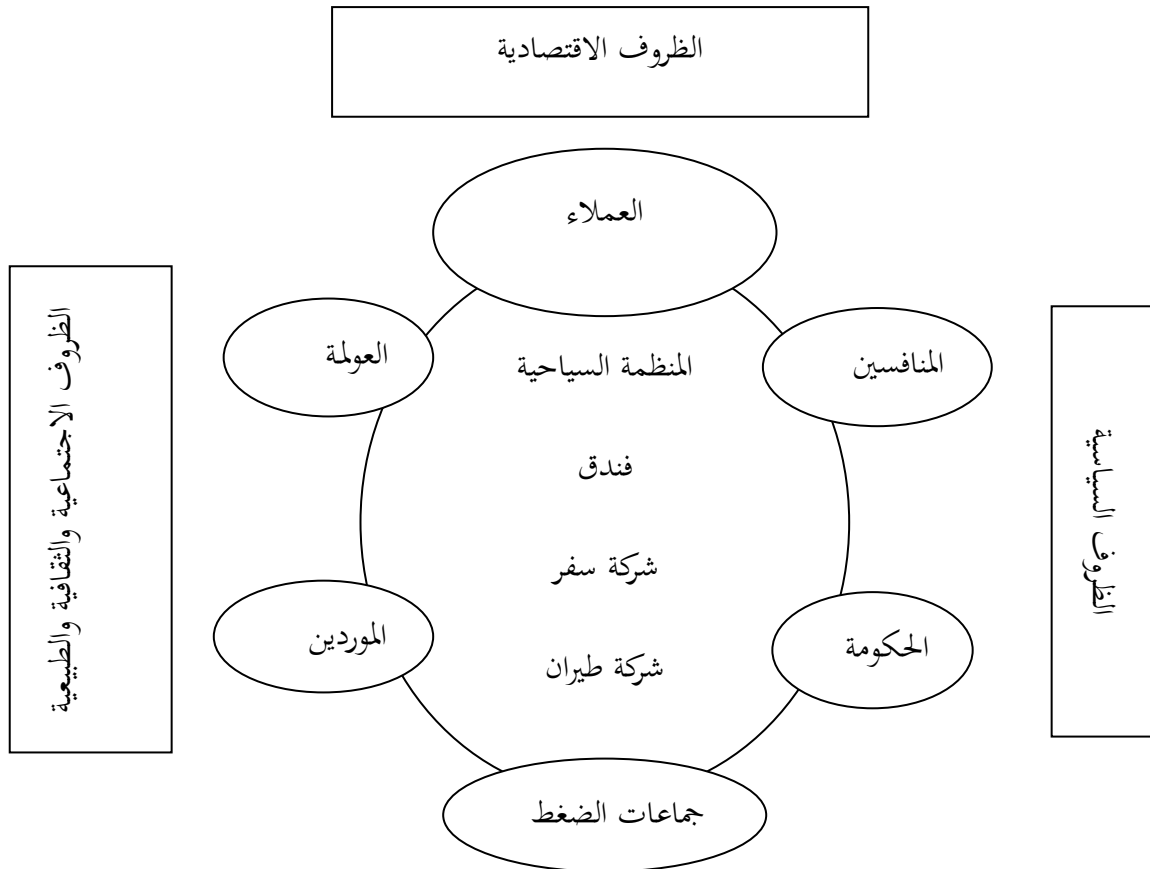 الظروف الاقتصادية
العملاء
المنافسين
العولمة
المنظمة السياحية
فندق
شركة سفر
شركة طيران
الظروف السياسية
الظروف الاجتماعية والثقافية والطبيعية
الحكومة
الموردين
جماعات الضغط